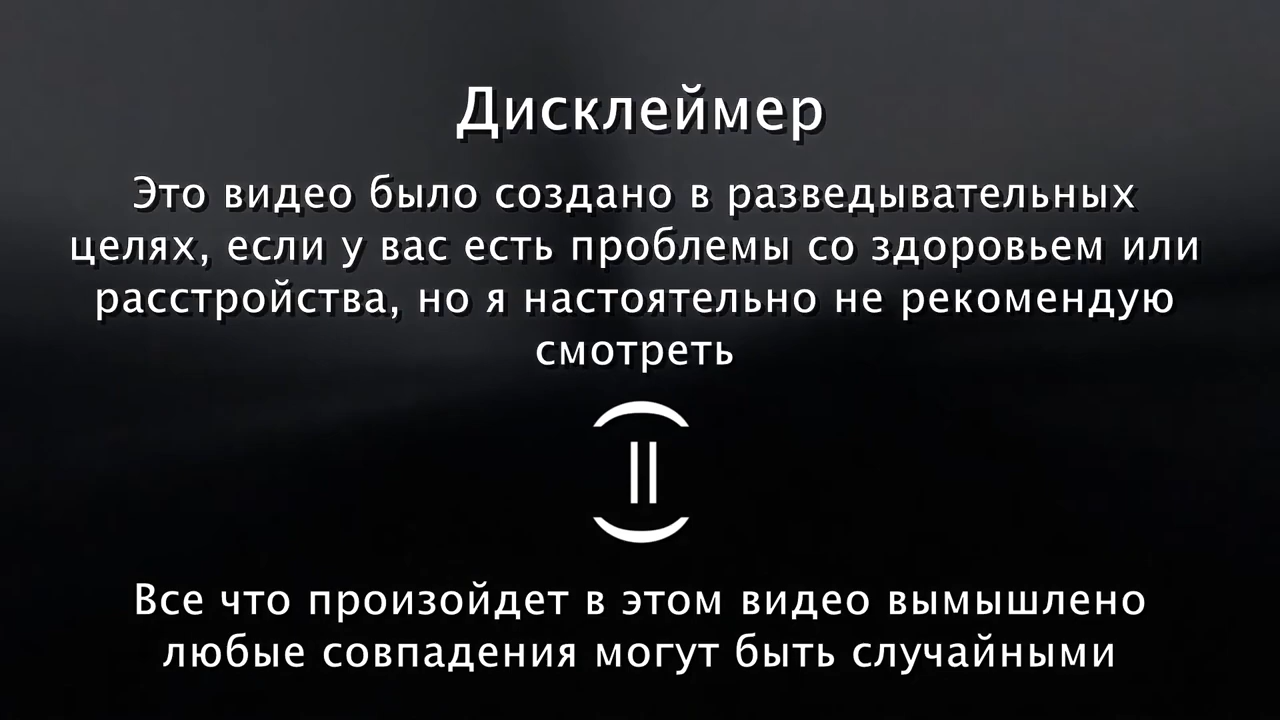 Дисклеймер
Это видео было создано в разведывательных
целях, если у вас есть проблемы со здоровьем или
расстройства, но я настоятельно не рекомендую
смотреть
Все что произойдет в этом видео вымышлено
любые совпадения могут быть случайными